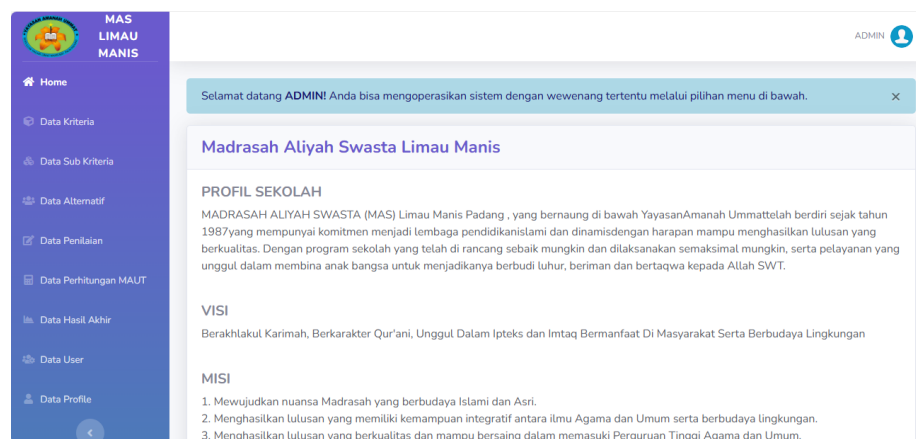 MAS
LIMAU
MANIS
ADMIN
Home
Data Kriteria
Data Sub Kriteria
Data Alternatif
Data Penilaian
Data Perhitungan MAUT
Data Hasil Akhir
Data User
Data Profile
Selamat datang ADMIN! Anda bisa mengoperasikan sistem dengan wewenang tertentu melalui pilihan menu di bawah.
Madrasah Aliyah Swasta Limau Manis
PROFIL SEKOLAH
MADRASAH ALIYAH SWASTA (MAS) Limau Manis Padang , yang bernaung di bawah YayasanAmanah Ummattelah berdiri sejak tahun
1987yang mempunyai komitmen menjadi lembaga pendidikanislami dan dinamisdengan harapan mampu menghasilkan lulusan yang
berkualitas. Dengan program sekolah yang telah di rancang sebaik mungkin dan dilaksanakan semaksimal mungkin, serta pelayanan yang
unggul dalam membina anak bangsa untuk menjadikanya berbudi luhur, beriman dan bertaqwa kepada Allah SWT.
VISI
Berakhlakul Karimah, Berkarakter Qur'ani, Unggul Dalam Ipteks dan Imtaq Bermanfaat Di Masyarakat Serta Berbudaya Lingkungan
MISI
1. Mewujudkan nuansa Madrasah yang berbudaya Islami dan Asri.
2. Menghasilkan lulusan yang memiliki kemampuan integratif antara ilmu Agama dan Umum serta berbudaya lingkungan.
3. Menghasilkan lulusan yang berkualitas dan mampu bersaing dalam memasuki Perguruan Tinggi Agama dan Umum.